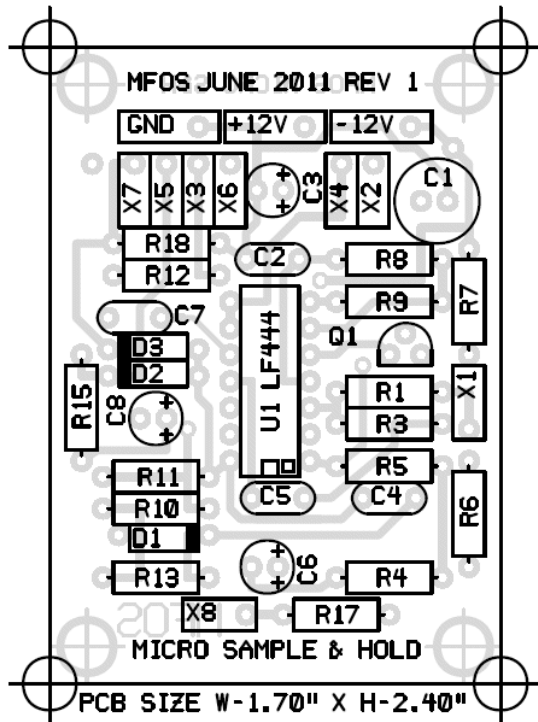 MFOS JUNE 2011 REV 1
GND +12V -12V
X7 X5 X3 X6 C3 X4 X2 C1
R18 C2 R8
R12
R9 R7
C7
U1 LF444
Q1
D3
D2
R15 C8
R1 X1
R3
R11 R5
R10 C5 C4 R6
D1
R13 C6 R4
X8 R17
MFOS
MICRO SAMPLE & HOLD
PCB SIZE W-1.70" X H-2.40"